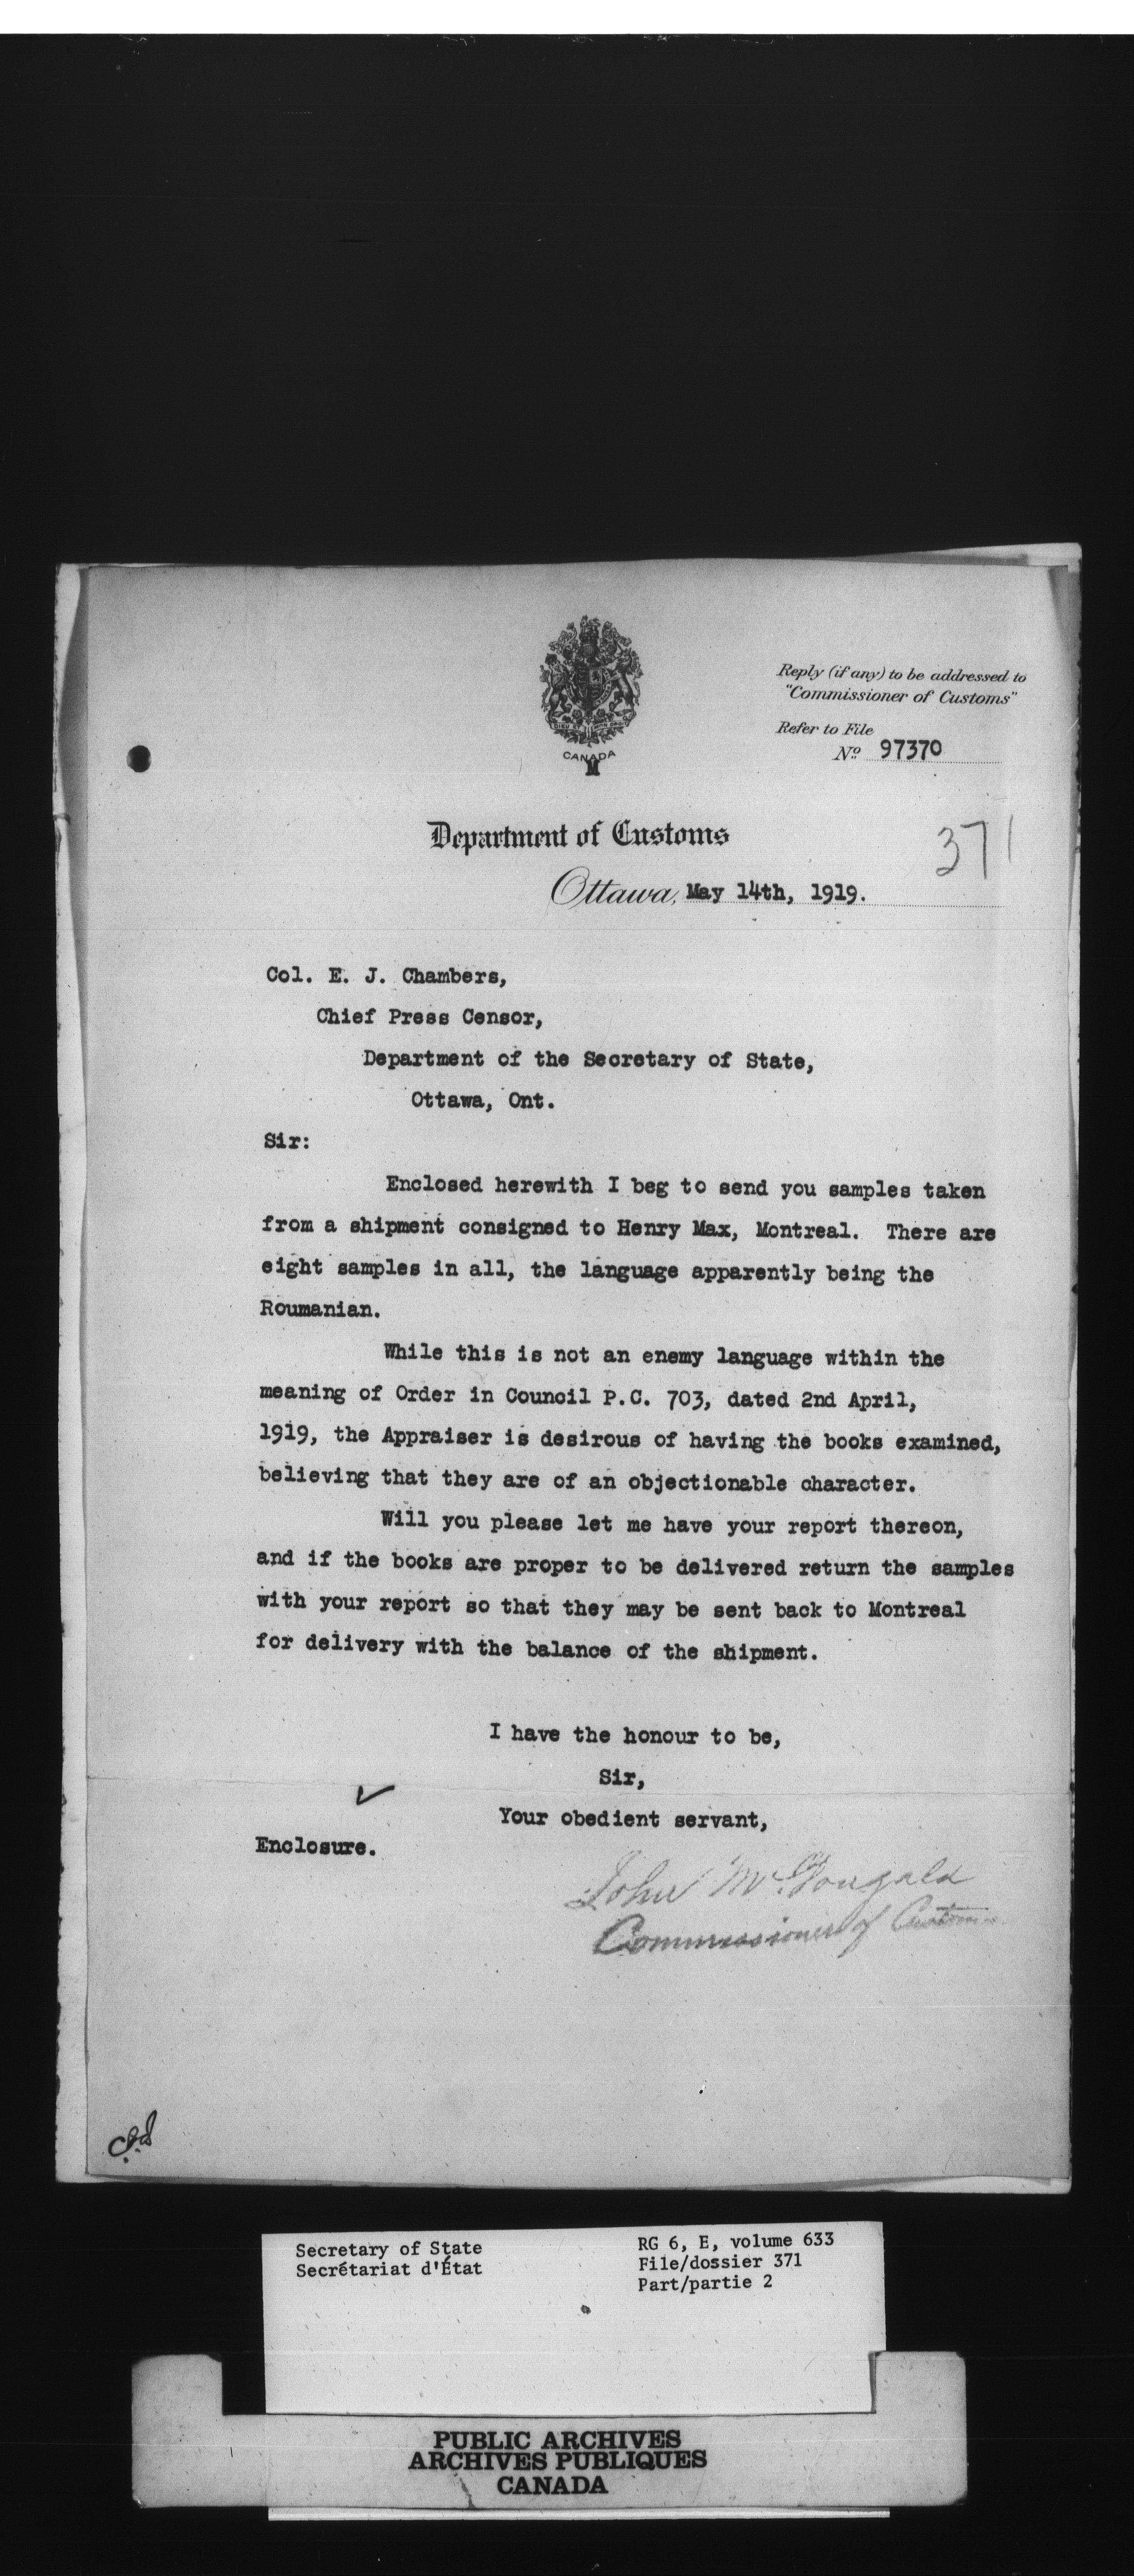 Reply (if any) to be addressed to
"Commissioner of Customs"
Refer to File
No. 97370
CANADA
M
Department of Customs
371
Ottawa, May 14th, 1919.
Col. E. J. Chambers,
Chief Press Censor,
Department of the Secretary of State,
Ottawa, Ont.
Sir:
Enclosed herewith I beg to send you samples taken
from a shipment consigned to Henry Max, Montreal. There are
eight samples in all, the language apparently being the
Roumanian.
While this is not an enemy language within the
meaning of Order in Council P.C. 703, dated 2nd April,
1919, the Appraiser is desirous of having the books examined,
believing that they are of an objectionable character.
Will you please let me have your report thereon,
and if the books are proper to be delivered return the samples
with your report so that they may be sent back to Montreal
for delivery with the balance of the shipment.
I have the honour to be,
Sir,
Your obedient servant,
Enclosure.
John McDougald
Commissioner of Customs
Secretary of State
Secrétariat d'État
RG 6, E, volume 633
File/dossier 371
Part/partie 2
PUBLIC ARCHIVES
ARCHIVES PUBLIQUES
CANADA